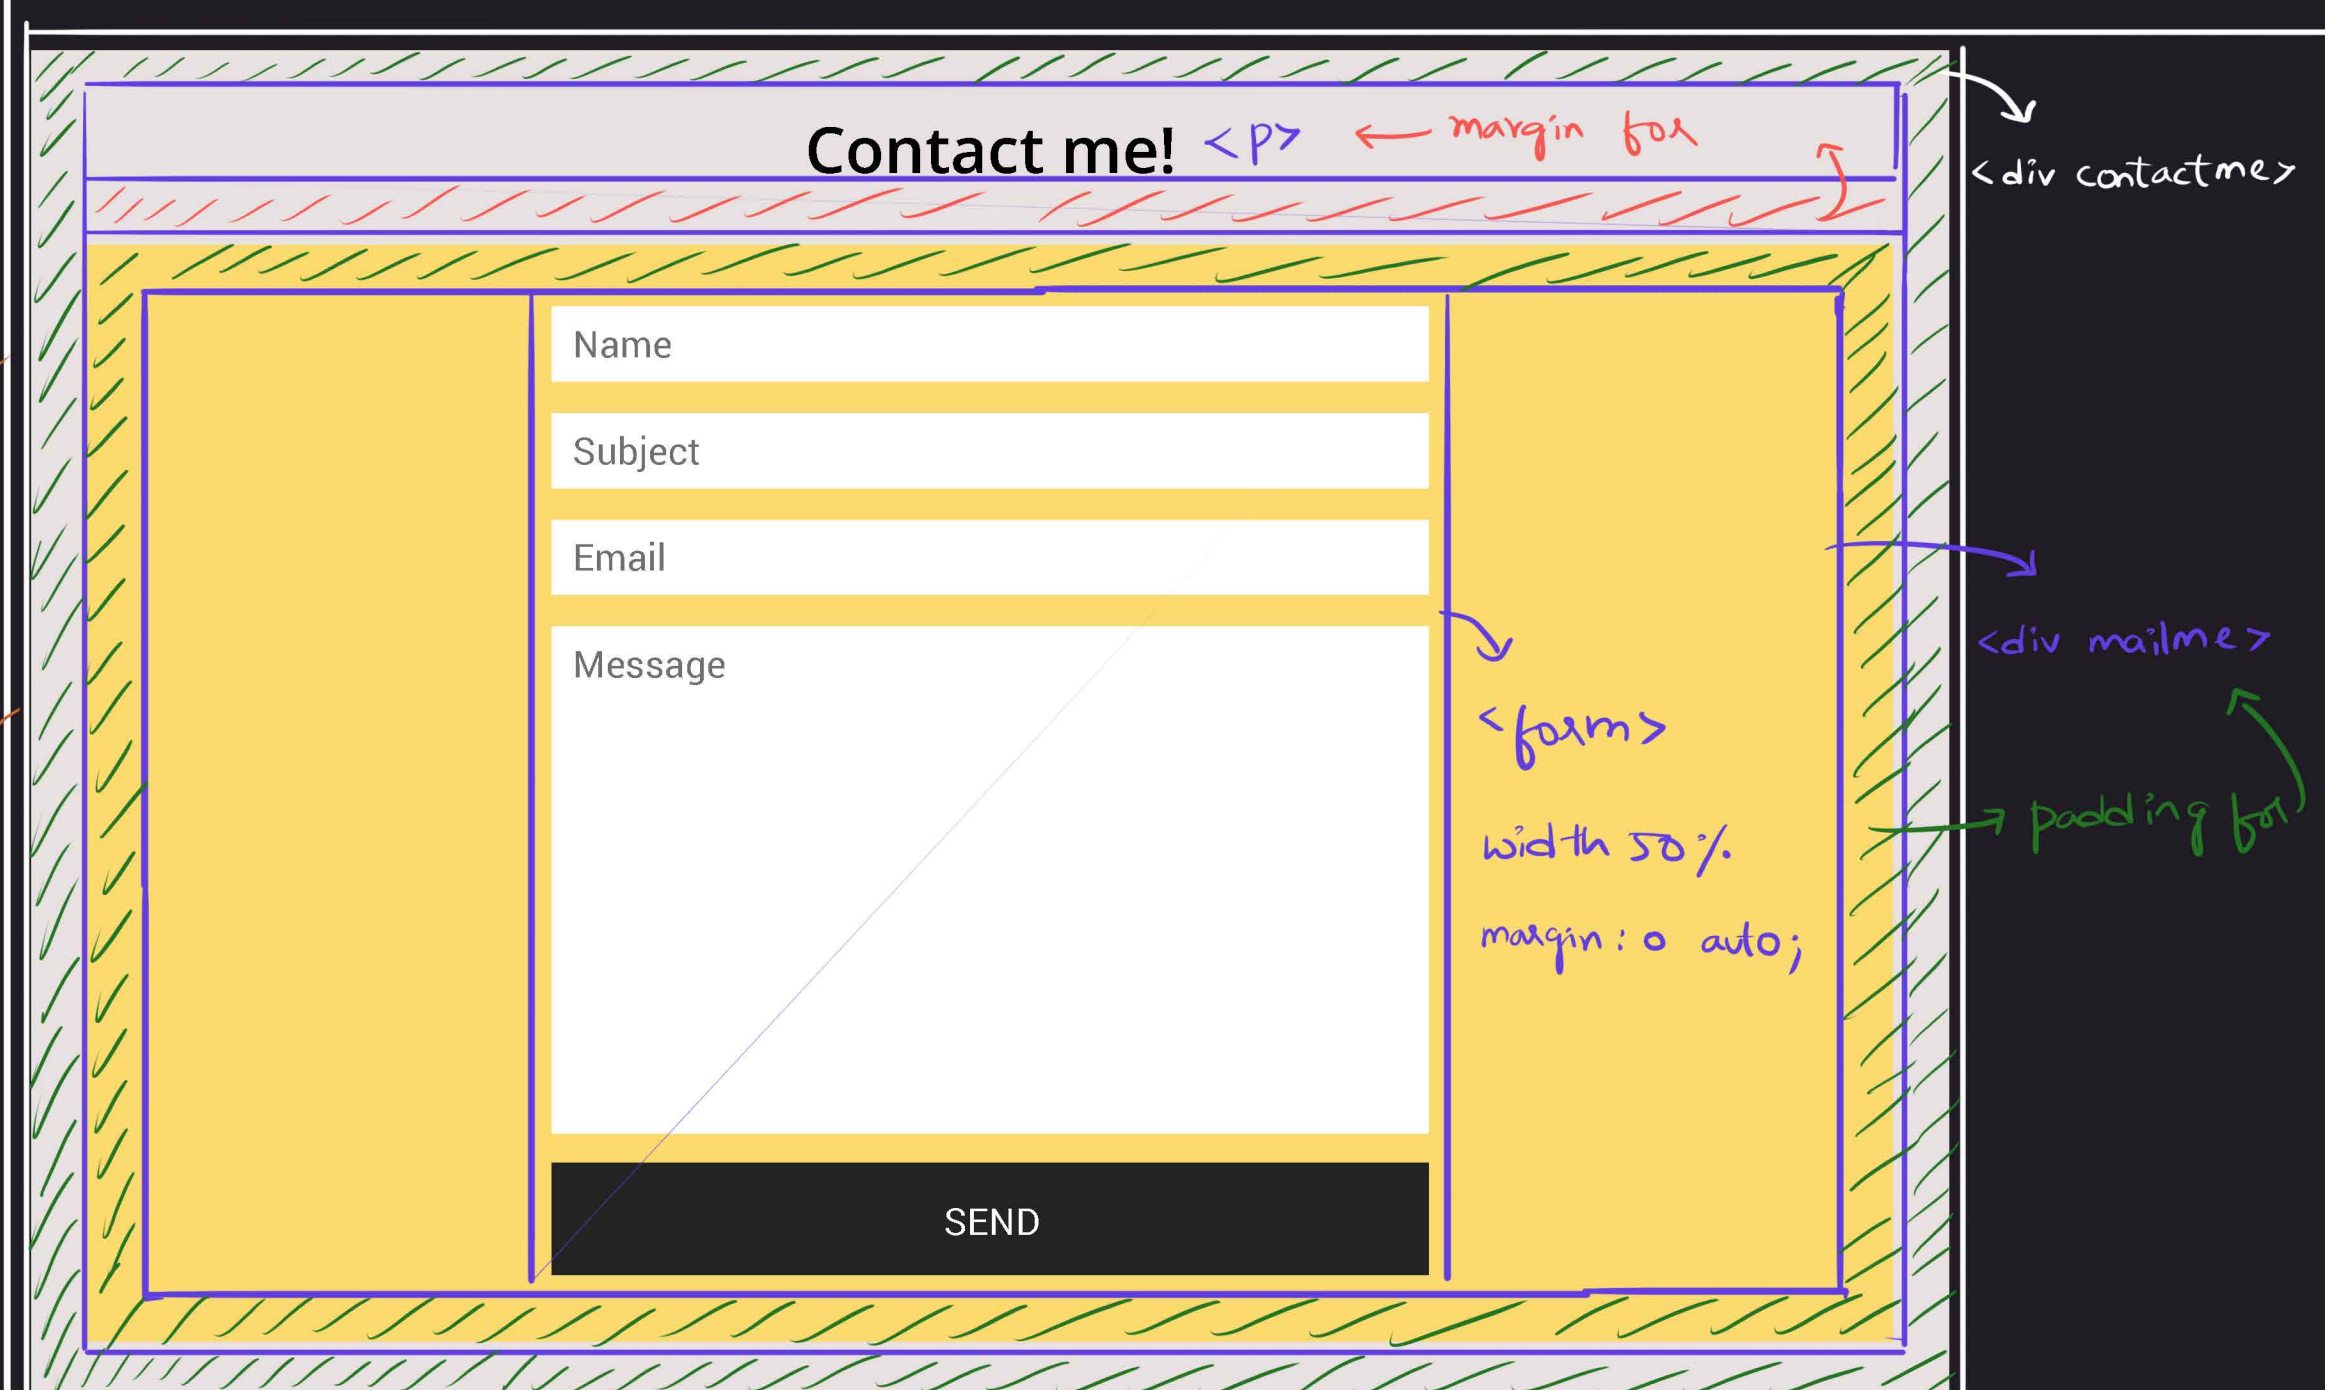 Contact me! <p> ← margin for
<div contactme>
Name
Subject
Email
<div mailme>
Message
<form>
padding for
width 50%
margin: 0 auto;
SEND